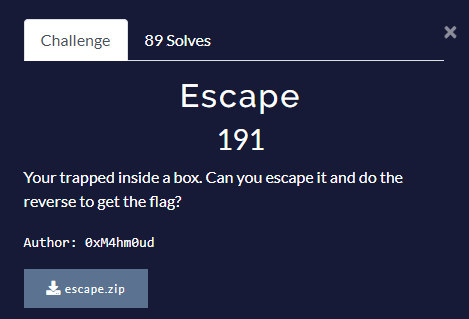 Challenge 89 Solves ×
Escape
191
Your trapped inside a box. Can you escape it and do the
reverse to get the flag?
Author: 0xM4hm0ud
escape.zip